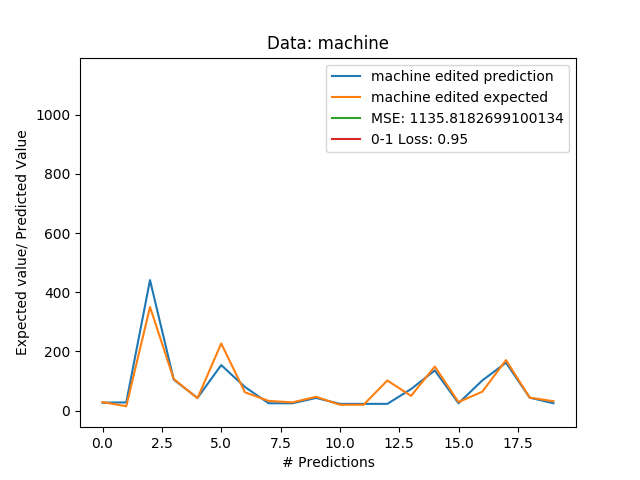 Data: machine
machine edited prediction
machine edited expected
MSE: 1135.8182699100134
0-1 Loss: 0.95
Expected value/ Predicted Value
1000
800
600
400
200
0
0.0 2.5 5.0 7.5 10.0 12.5 15.0 17.5
# Predictions